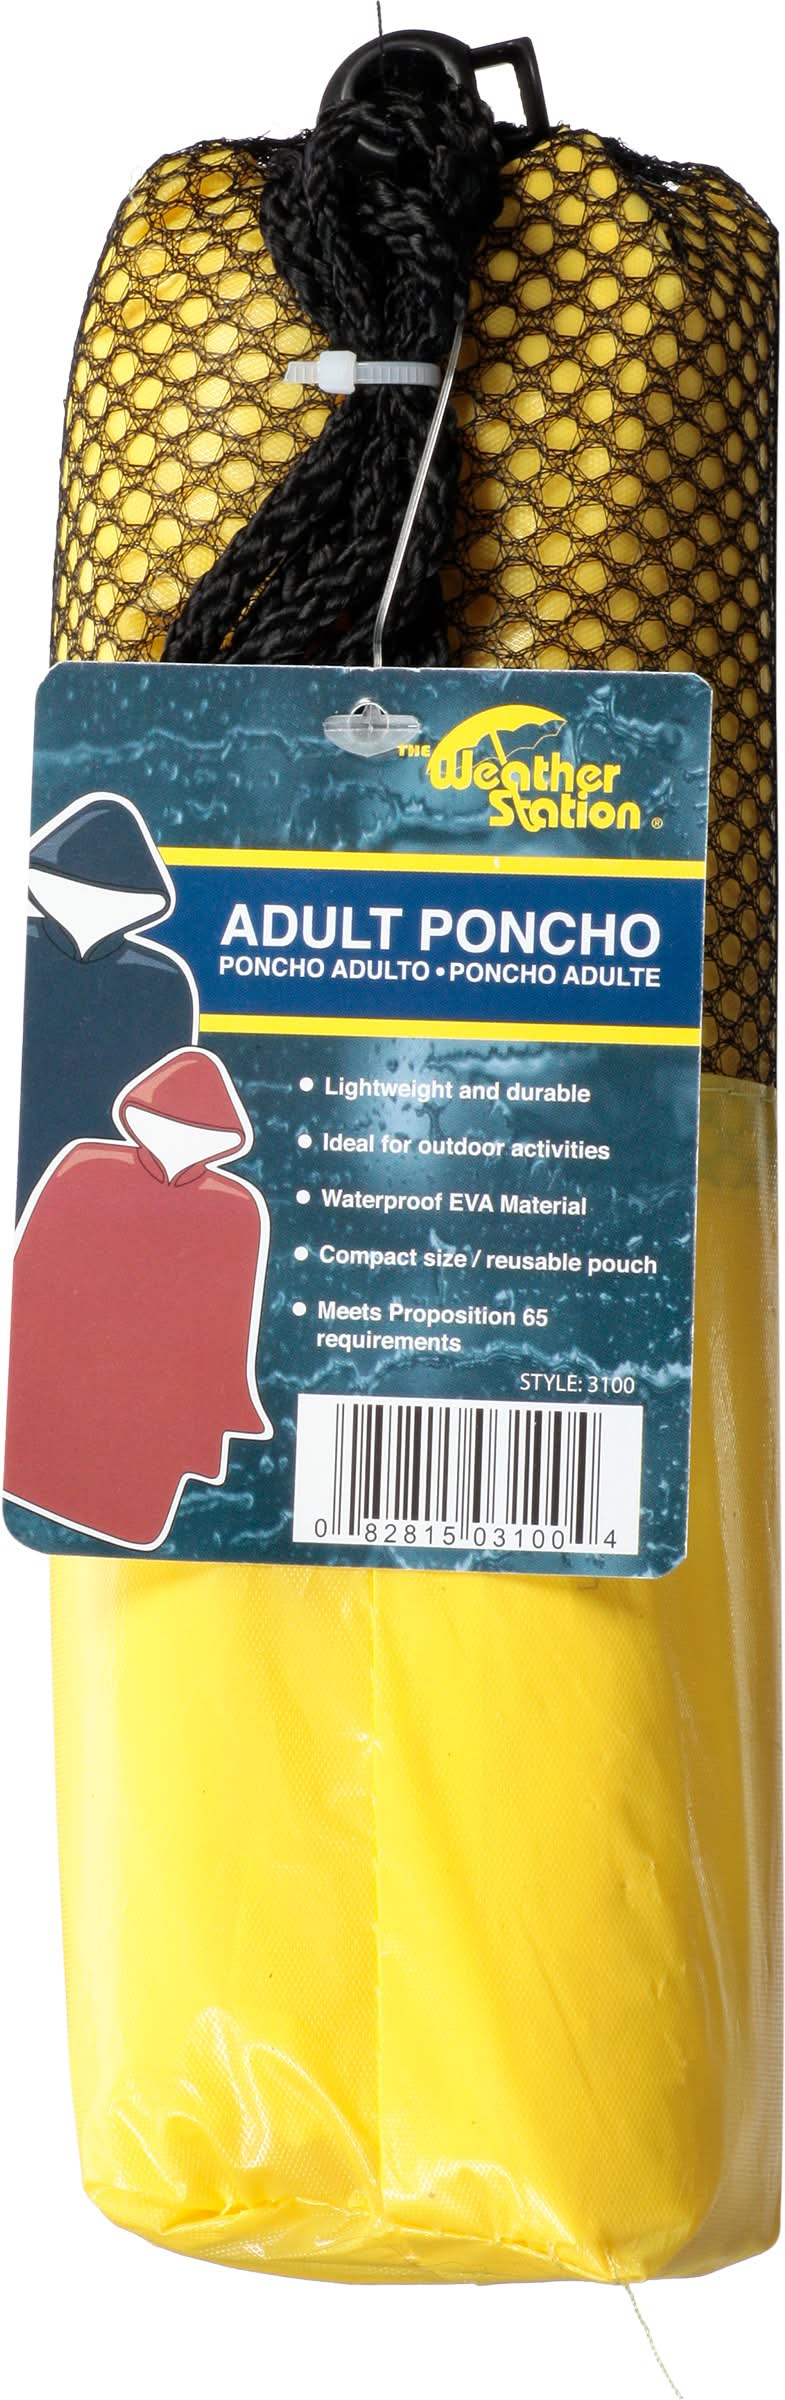 THE
Weather
Station ®
ADULT PONCHO
PONCHO ADULTO • PONCHO ADULTE
• Lightweight and durable
• Ideal for outdoor activities
• Waterproof EVA Material
• Compact size / reusable pouch
• Meets Proposition 65
requirements
STYLE: 3100
0 82815 03100 4